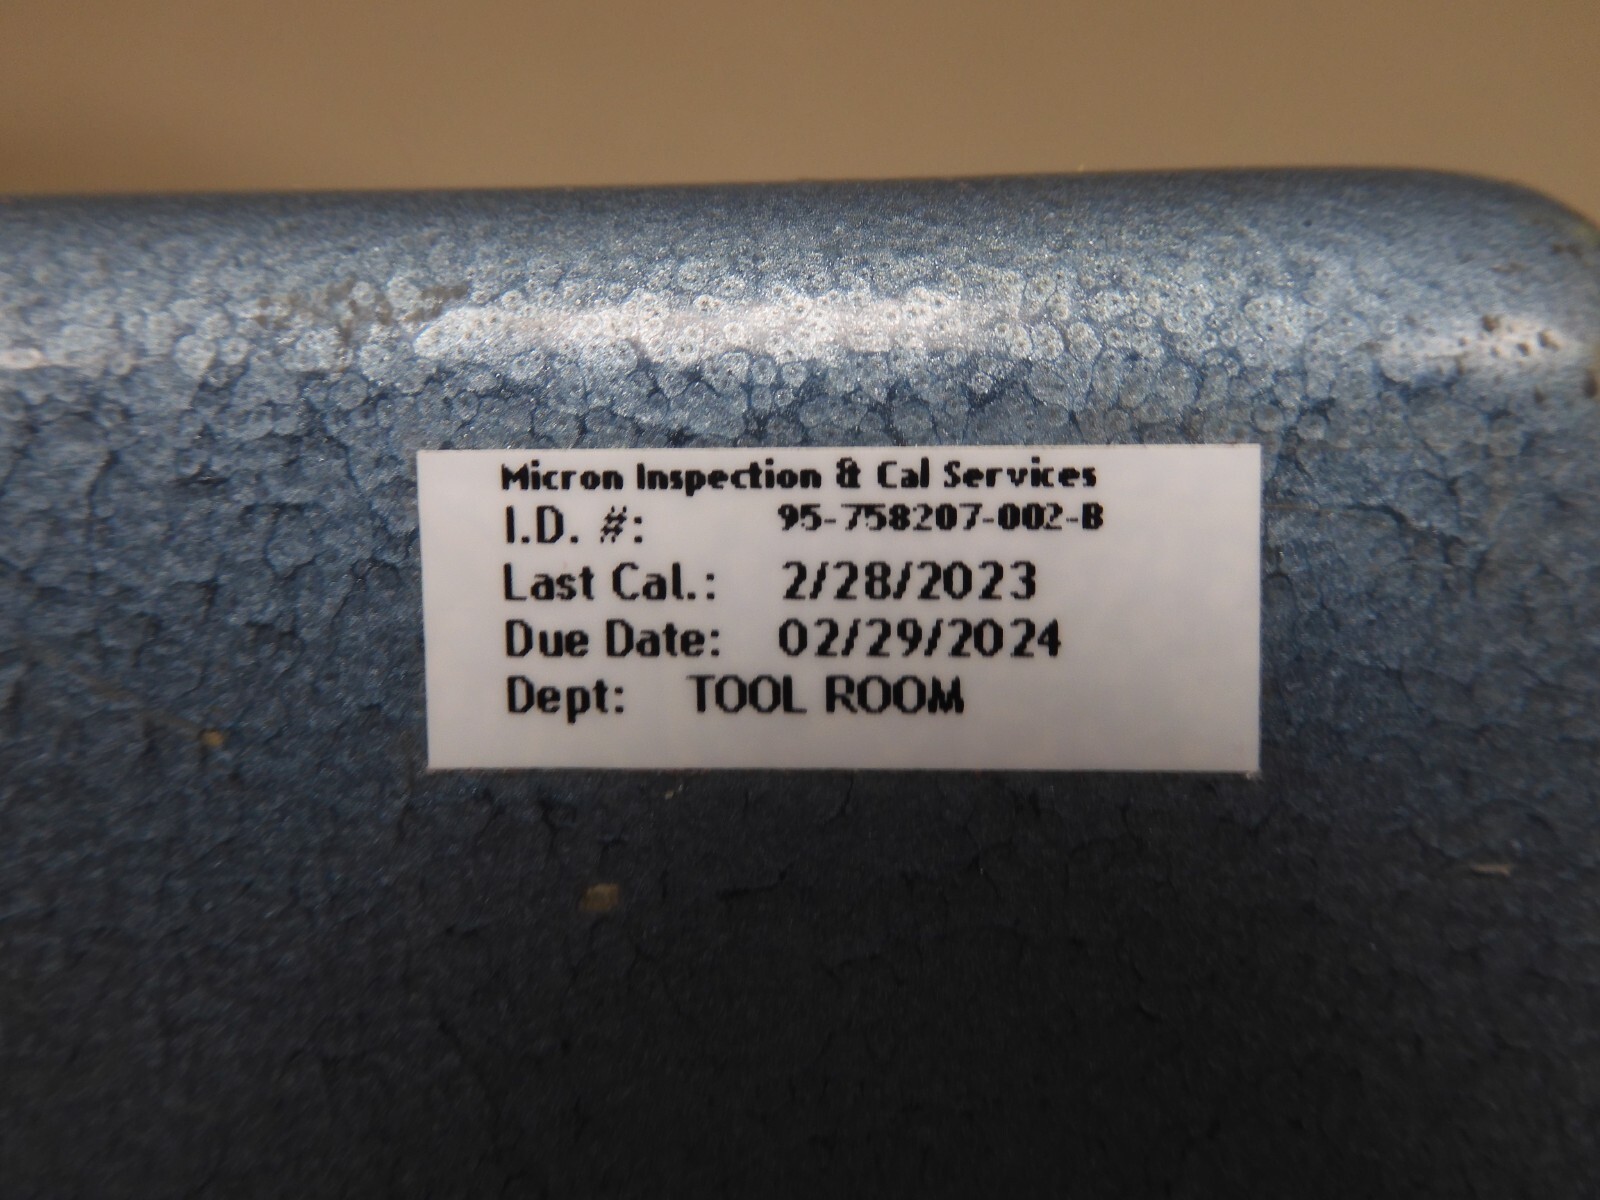 Micron Inspection & Cal Services
I.D. #: 95-758207-002-B
Last Cal.: 2/28/2023
Due Date: 02/29/2024
Dept: TOOL ROOM